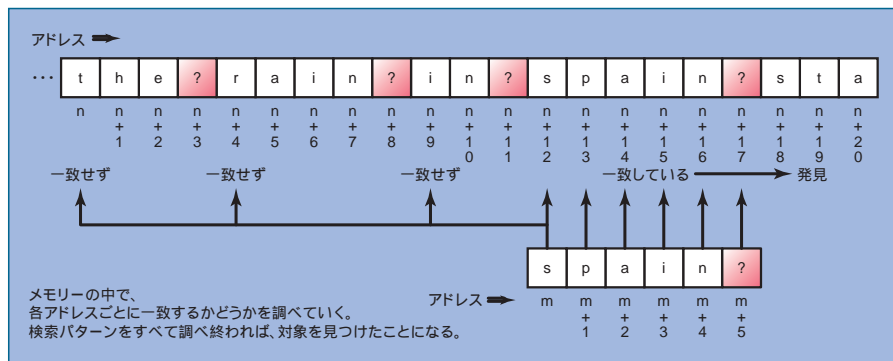 アドレス
… t h e ? r a i n ? i n ? s p a i n ? s t a
n n+1 n+2 n+3 n+4 n+5 n+6 n+7 n+8 n+9 n+10 n+11 n+12 n+13 n+14 n+15 n+16 n+17 n+18 n+19 n+20
一致せず 一致せず 一致せず 一致している 発見
s p a i n ?
アドレス m m+1 m+2 m+3 m+4 m+5
メモリーの中で、
各アドレスごとに一致するかどうかを調べていく。
検索パターンをすべて調べ終われば、対象を見つけたことになる。